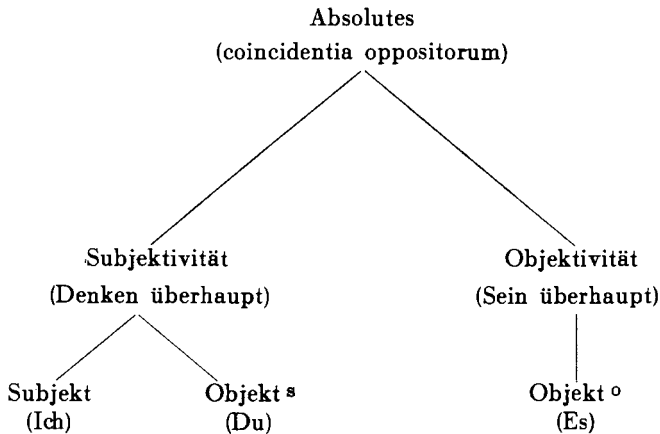 Absolutes
(coincidentia oppositorum)
Subjektivität Objektivität
(Denken überhaupt) (Sein überhaupt)
Subjekt Objekt ˢ Objekt ᵒ
(Ich) (Du) (Es)